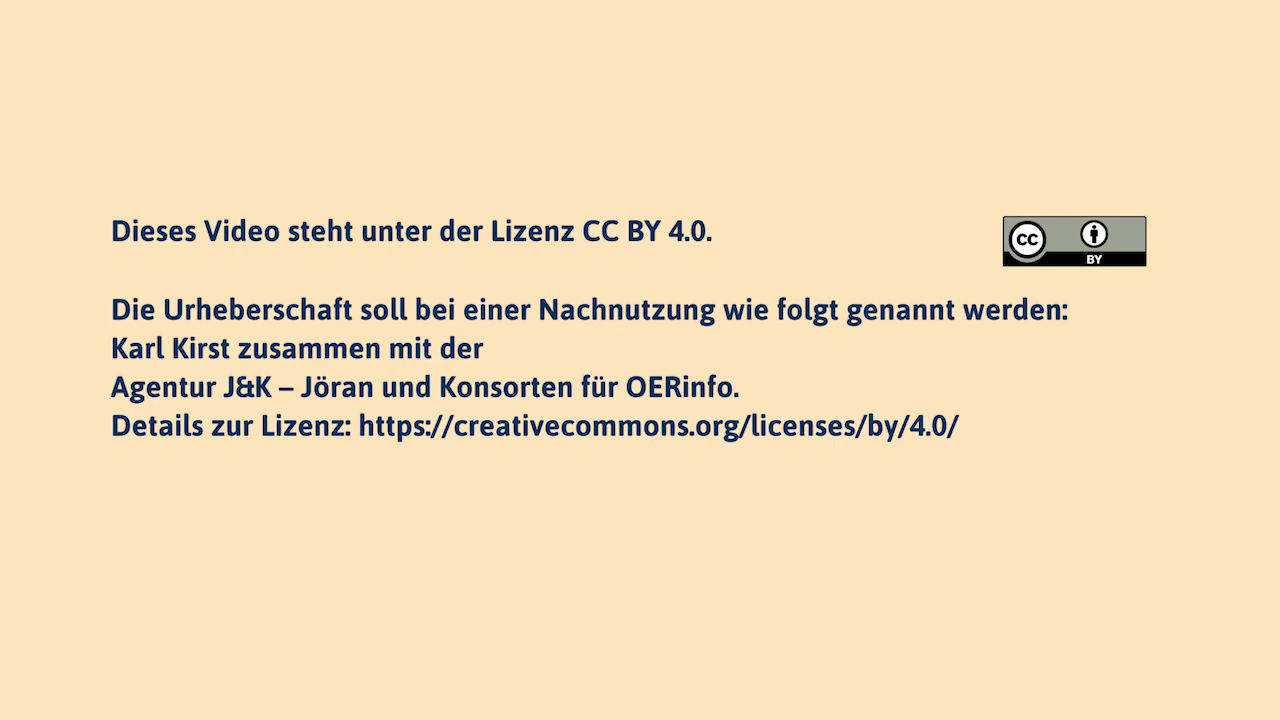 Dieses Video steht unter der Lizenz CC BY 4.0.
CC
BY
Die Urheberschaft soll bei einer Nachnutzung wie folgt genannt werden:
Karl Kirst zusammen mit der
Agentur J&K – Jöran und Konsorten für OERinfo.
Details zur Lizenz: https://creativecommons.org/licenses/by/4.0/